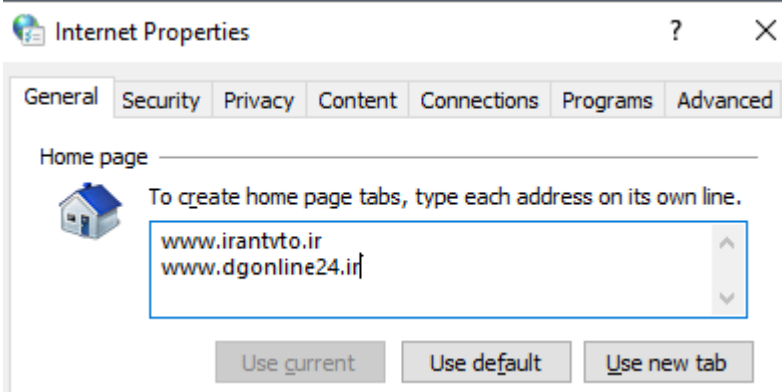 Internet Properties ?
General Security Privacy Content Connections Programs Advanced
Home page
To create home page tabs, type each address on its own line.
www.irantvto.ir
www.dgonline24.ir
Use current Use default Use new tab